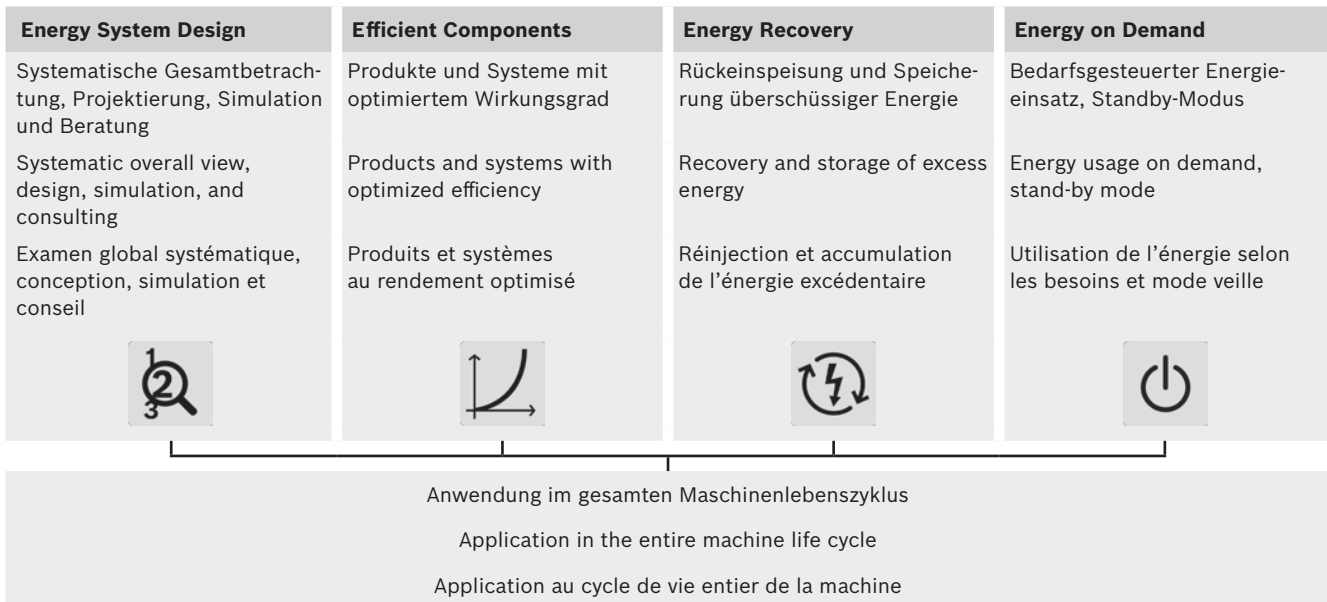 Energy System Design
Systematische Gesamtbetrach-
tung, Projektierung, Simulation
und Beratung
Systematic overall view,
design, simulation, and
consulting
Examen global systématique,
conception, simulation et
conseil
1
2
3
Efficient Components
Produkte und Systeme mit
optimiertem Wirkungsgrad
Products and systems with
optimized efficiency
Produits et systèmes
au rendement optimisé
Energy Recovery
Rückeinspeisung und Speiche-
rung überschüssiger Energie
Recovery and storage of excess
energy
Réinjection et accumulation
de l’énergie excédentaire
Energy on Demand
Bedarfsgesteuerter Energie-
einsatz, Standby-Modus
Energy usage on demand,
stand-by mode
Utilisation de l’énergie selon
les besoins et mode veille
Anwendung im gesamten Maschinenlebenszyklus
Application in the entire machine life cycle
Application au cycle de vie entier de la machine